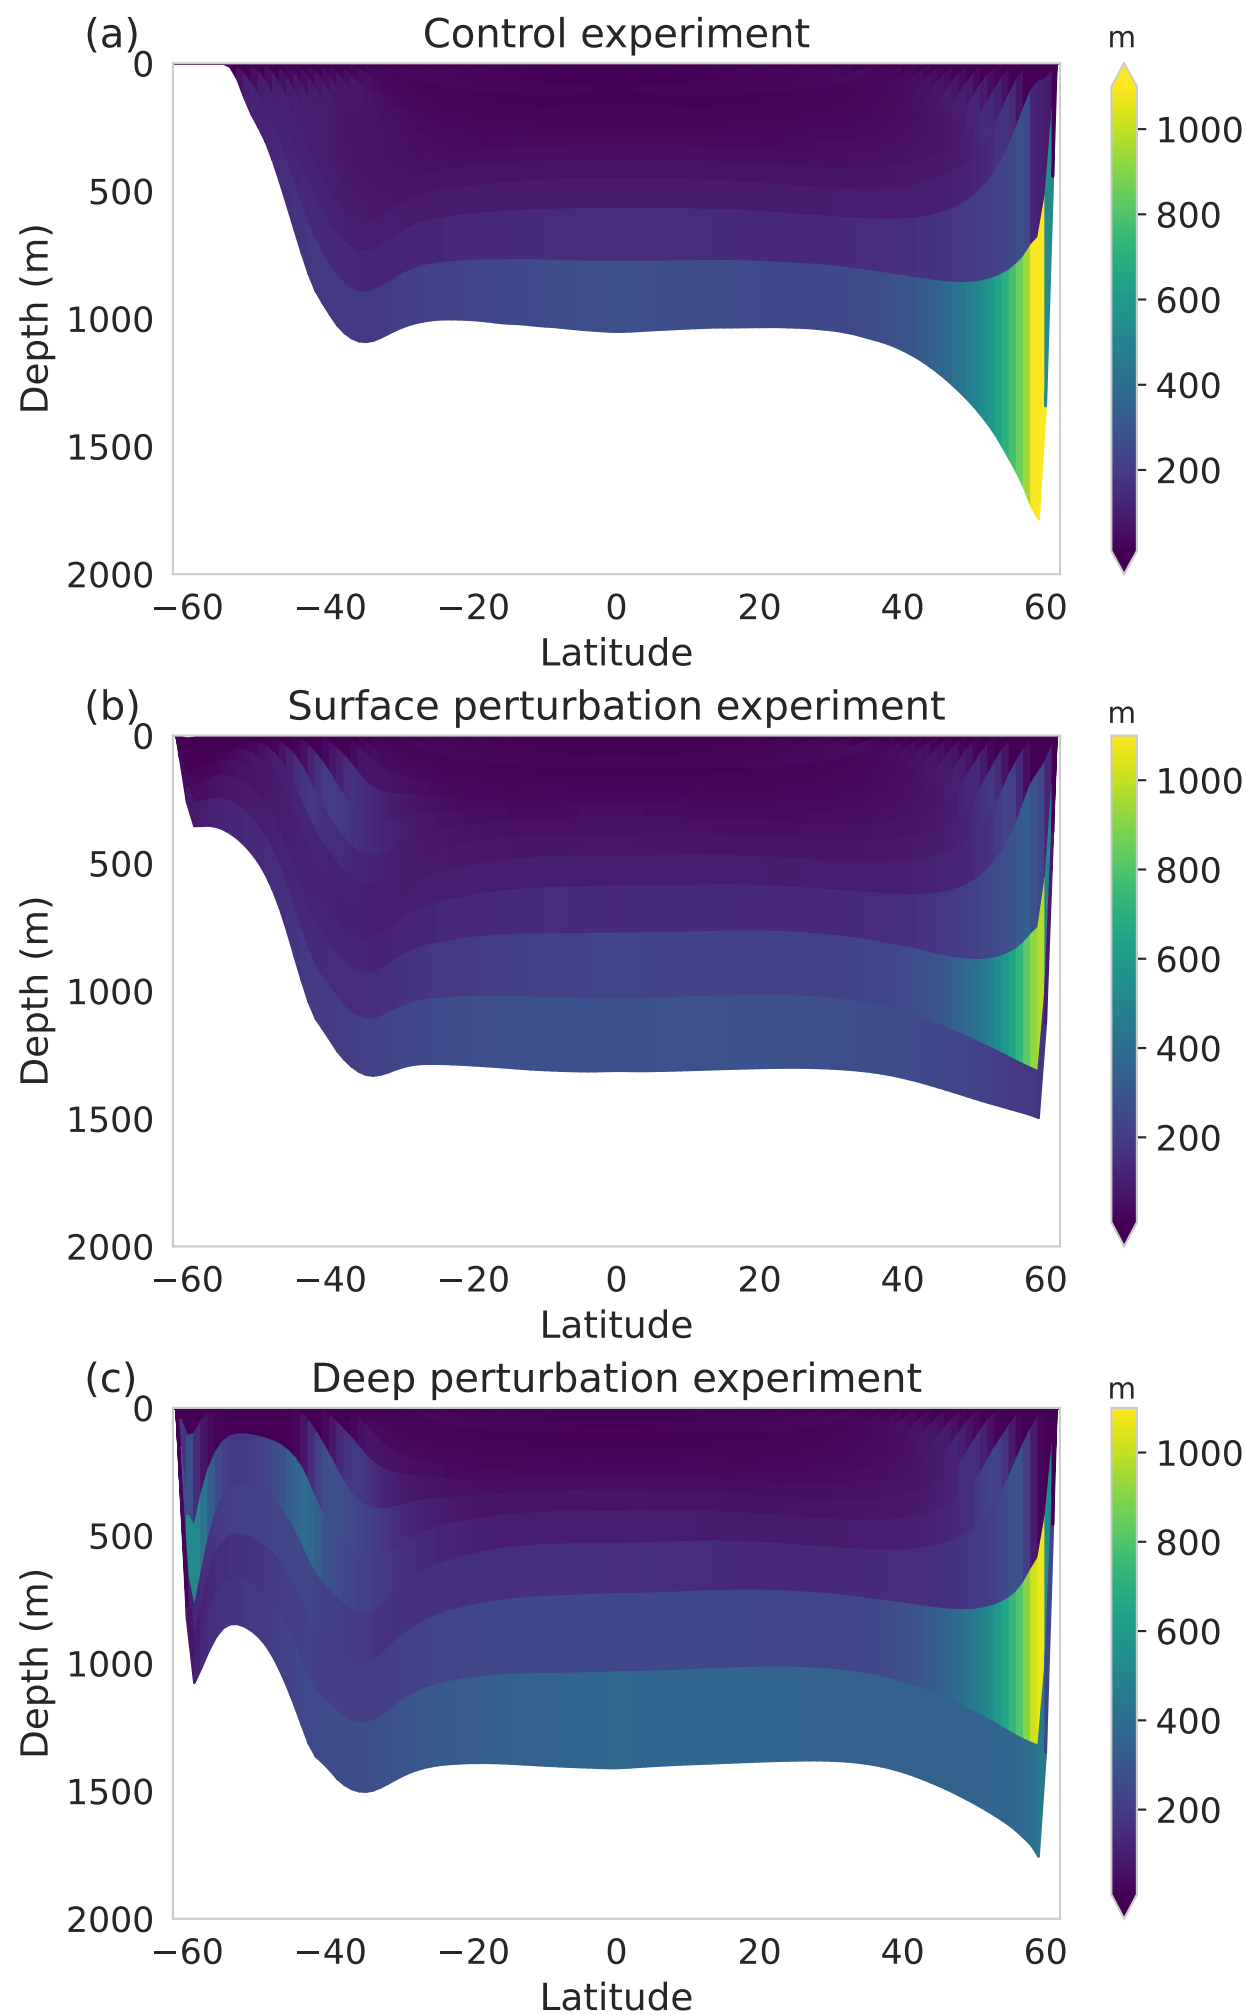 (a) Control experiment m
0
500
1000
1500
2000
Depth (m)
−60 −40 −20 0 20 40 60
Latitude
1000
800
600
400
200
(b) Surface perturbation experiment m
0
500
1000
1500
2000
Depth (m)
−60 −40 −20 0 20 40 60
Latitude
1000
800
600
400
200
(c) Deep perturbation experiment m
0
500
1000
1500
2000
Depth (m)
−60 −40 −20 0 20 40 60
Latitude
1000
800
600
400
200